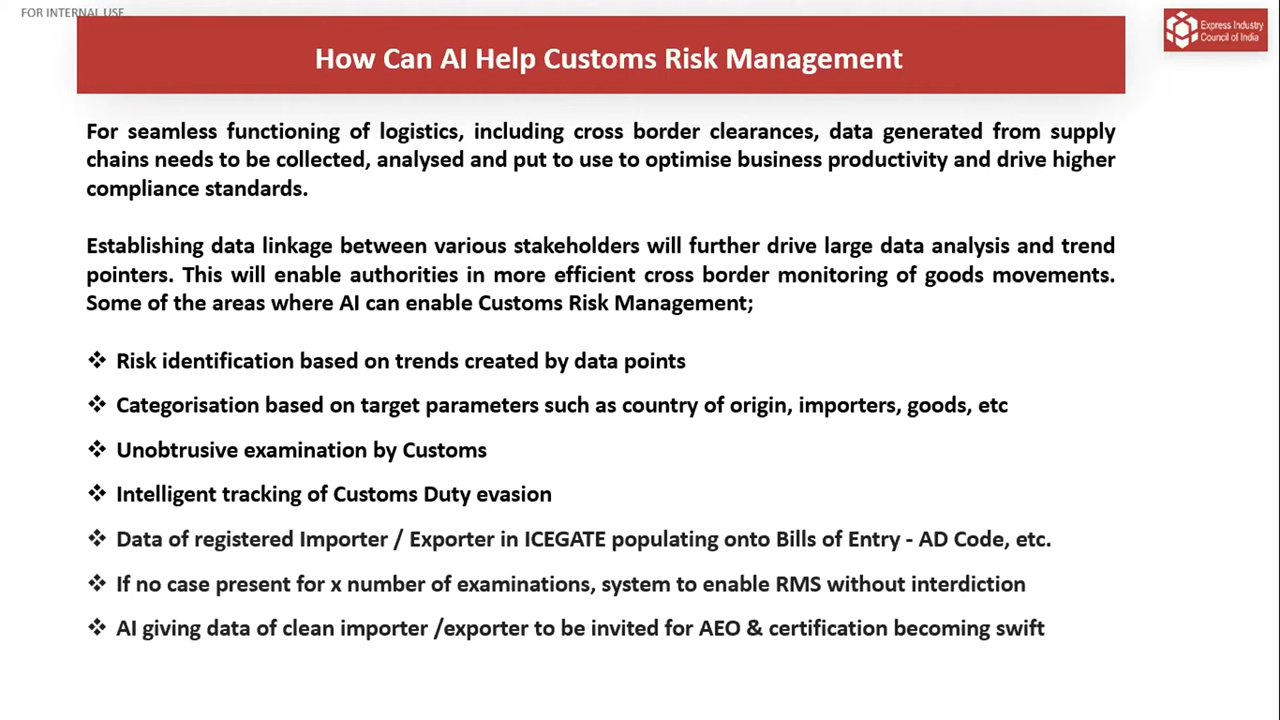 FOR INTERNAL USE
Express Industry
Council of India
How Can AI Help Customs Risk Management
For seamless functioning of logistics, including cross border clearances, data generated from supply
chains needs to be collected, analysed and put to use to optimise business productivity and drive higher
compliance standards.
Establishing data linkage between various stakeholders will further drive large data analysis and trend
pointers. This will enable authorities in more efficient cross border monitoring of goods movements.
Some of the areas where AI can enable Customs Risk Management;
❖ Risk identification based on trends created by data points
❖ Categorisation based on target parameters such as country of origin, importers, goods, etc
❖ Unobtrusive examination by Customs
❖ Intelligent tracking of Customs Duty evasion
❖ Data of registered Importer / Exporter in ICEGATE populating onto Bills of Entry - AD Code, etc.
❖ If no case present for x number of examinations, system to enable RMS without interdiction
❖ AI giving data of clean importer /exporter to be invited for AEO & certification becoming swift